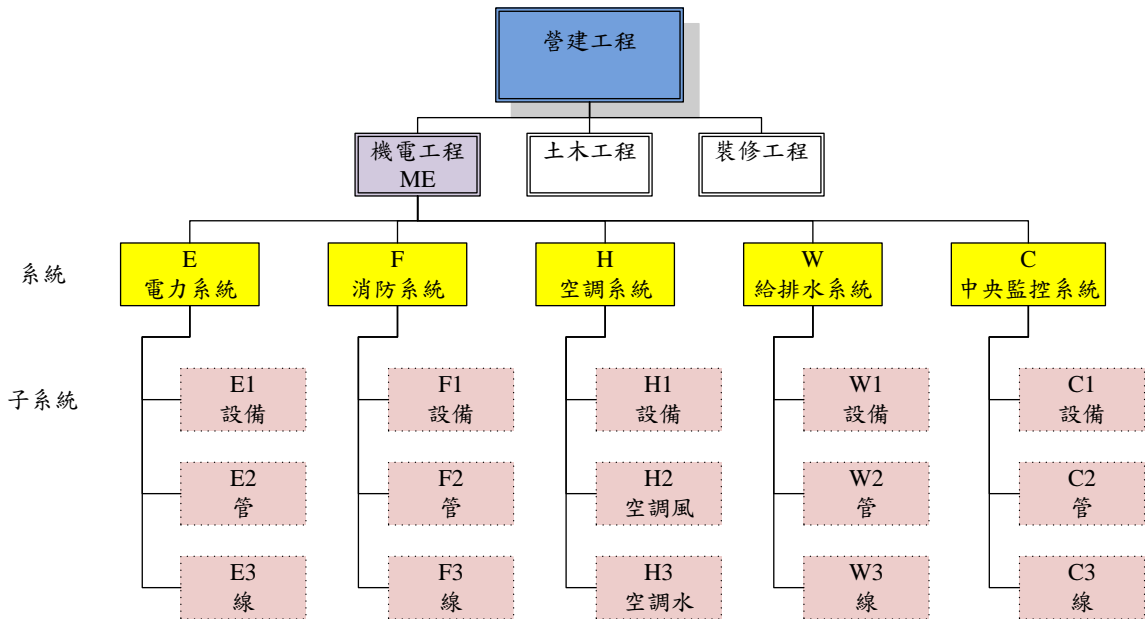 營建工程
機電工程
ME
土木工程
裝修工程
系統
E
電力系統
F
消防系統
H
空調系統
W
給排水系統
C
中央監控系統
子系統
E1
設備
F1
設備
H1
設備
W1
設備
C1
設備
E2
管
F2
管
H2
空調風
W2
管
C2
管
E3
線
F3
線
H3
空調水
W3
線
C3
線